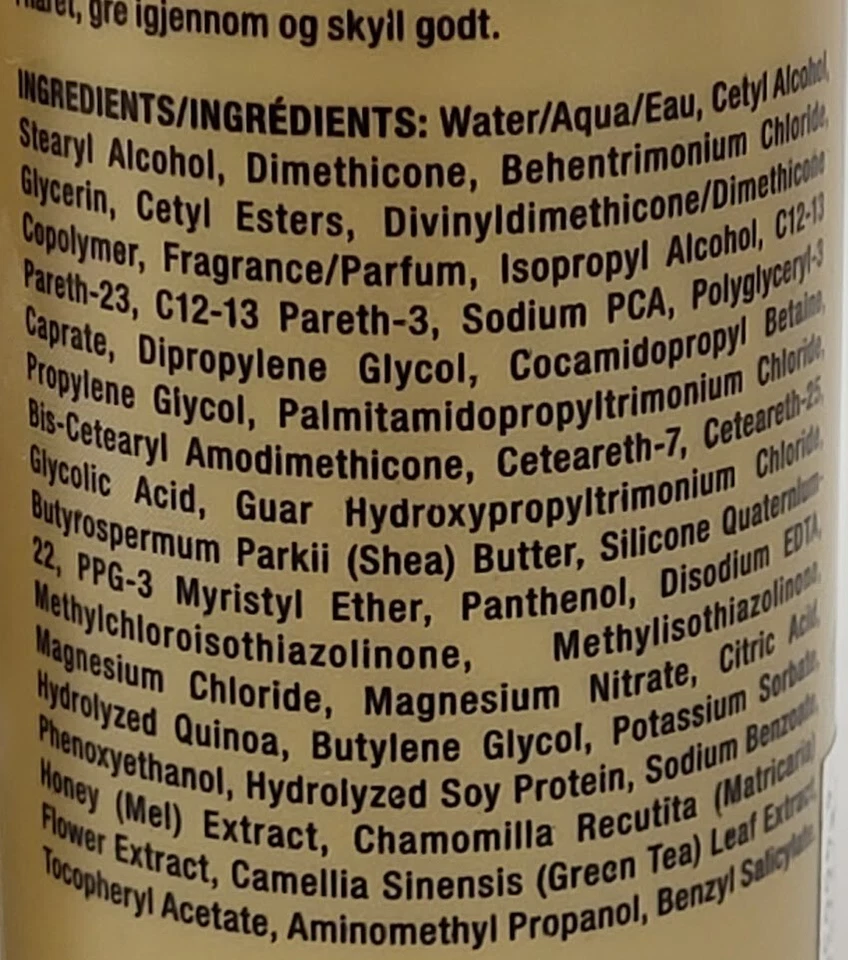 håret, gre igjennom og skyll godt.
INGREDIENTS/INGRÉDIENTS: Water/Aqua/Eau, Cetyl Alcohol,
Stearyl Alcohol, Dimethicone, Behentrimonium Chloride,
Glycerin, Cetyl Esters, Divinyldimethicone/Dimethicone
Copolymer, Fragrance/Parfum, Isopropyl Alcohol, C12-13
Pareth-23, C12-13 Pareth-3, Sodium PCA, Polyglyceryl-3
Caprate, Dipropylene Glycol, Cocamidopropyl Betaine,
Propylene Glycol, Palmitamidopropyltrimonium Chloride,
Bis-Cetearyl Amodimethicone, Ceteareth-7, Ceteareth-25,
Glycolic Acid, Guar Hydroxypropyltrimonium Chloride,
Butyrospermum Parkii (Shea) Butter, Silicone Quaternium-
22, PPG-3 Myristyl Ether, Panthenol, Disodium EDTA,
Methylchloroisothiazolinone, Methylisothiazolinone,
Magnesium Chloride, Magnesium Nitrate, Citric Acid,
Hydrolyzed Quinoa, Butylene Glycol, Potassium Sorbate,
Phenoxyethanol, Hydrolyzed Soy Protein, Sodium Benzoate,
Honey (Mel) Extract, Chamomilla Recutita (Matricaria)
Flower Extract, Camellia Sinensis (Green Tea) Leaf Extract,
Tocopheryl Acetate, Aminomethyl Propanol, Benzyl Salicylate.